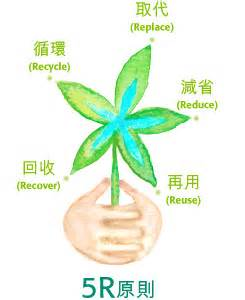 取代
(Replace)
循環
(Recycle)
減省
(Reduce)
回收
(Recover)
再用
(Reuse)
5R原則